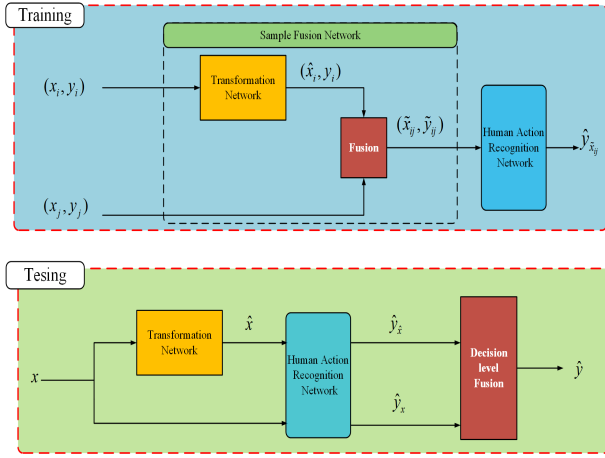 Training
Sample Fusion Network
(x_i, y_i)
Transformation
Network
(x̂_i, y_i)
Fusion
(x̃_ij, ỹ_ij)
Human Action
Recognition
Network
ŷ_x̃_ij
(x_j, y_j)
Tesing
x
Transformation
Network
x̂
Human Action
Recognition
Network
ŷ_x̂
ŷ_x
Decision
level
Fusion
ŷ